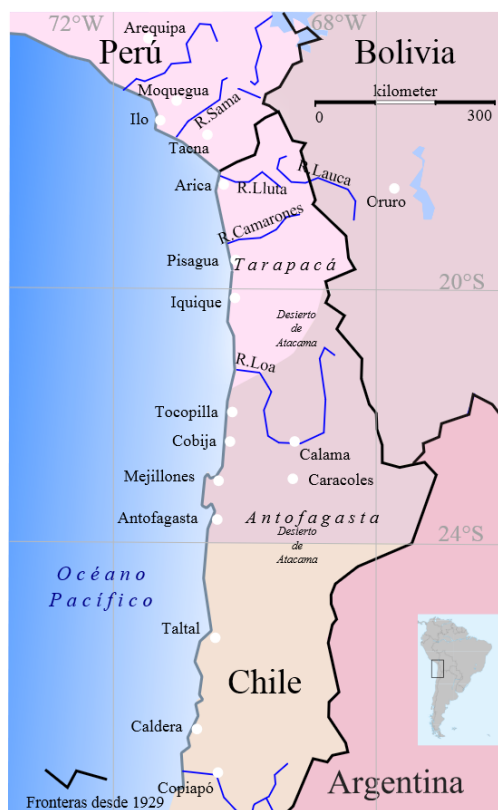 72°W
68°W
Arequipa
Perú
Bolivia
Moquegua
kilometer
R.Sama
0
300
Ilo
Tacna
R.Lauca
Arica
R.Lluta
Oruro
R.Camarones
Pisagua
Tarapacá
20°S
Iquique
Desierto
de
Atacama
R.Loa
Tocopilla
Cobija
Calama
Mejillones
Caracoles
Antofagasta
Antofagasta
Desierto
de
Atacama
24°S
Océano
Pacífico
Taltal
Chile
Caldera
Copiapó
Argentina
Fronteras desde 1929